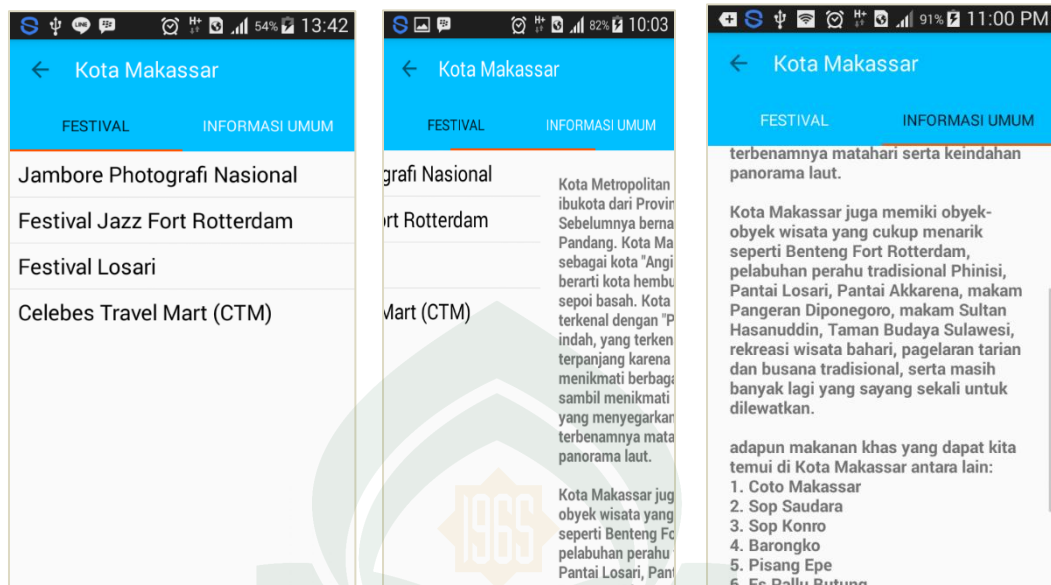 54% 13:42
Kota Makassar
FESTIVAL INFORMASI UMUM
Jambore Photografi Nasional
Festival Jazz Fort Rotterdam
Festival Losari
Celebes Travel Mart (CTM)
82% 10:03
Kota Makassar
FESTIVAL INFORMASI UMUM
grafi Nasional
rt Rotterdam
Mart (CTM)
Kota Metropolitan
ibukota dari Provin
Sebelumnya berna
Pandang. Kota Ma
sebagai kota "Angi
berarti kota hembu
sepoi basah. Kota
terkenal dengan "P
indah, yang terken
terpanjang karena
menikmati berbaga
sambil menikmati
yang menyegarkan
terbenamnya mata
panorama laut.
Kota Makassar jug
obyek wisata yang
seperti Benteng Fo
pelabuhan perahu
Pantai Losari, Pant
91% 11:00 PM
Kota Makassar
FESTIVAL INFORMASI UMUM
terbenamnya matahari serta keindahan
panorama laut.
Kota Makassar juga memiki obyek-
obyek wisata yang cukup menarik
seperti Benteng Fort Rotterdam,
pelabuhan perahu tradisional Phinisi,
Pantai Losari, Pantai Akkarena, makam
Pangeran Diponegoro, makam Sultan
Hasanuddin, Taman Budaya Sulawesi,
rekreasi wisata bahari, pagelaran tarian
dan busana tradisional, serta masih
banyak lagi yang sayang sekali untuk
dilewatkan.
adapun makanan khas yang dapat kita
temui di Kota Makassar antara lain:
1. Coto Makassar
2. Sop Saudara
3. Sop Konro
4. Barongko
5. Pisang Epe
6. Es Pallu Butung
1965